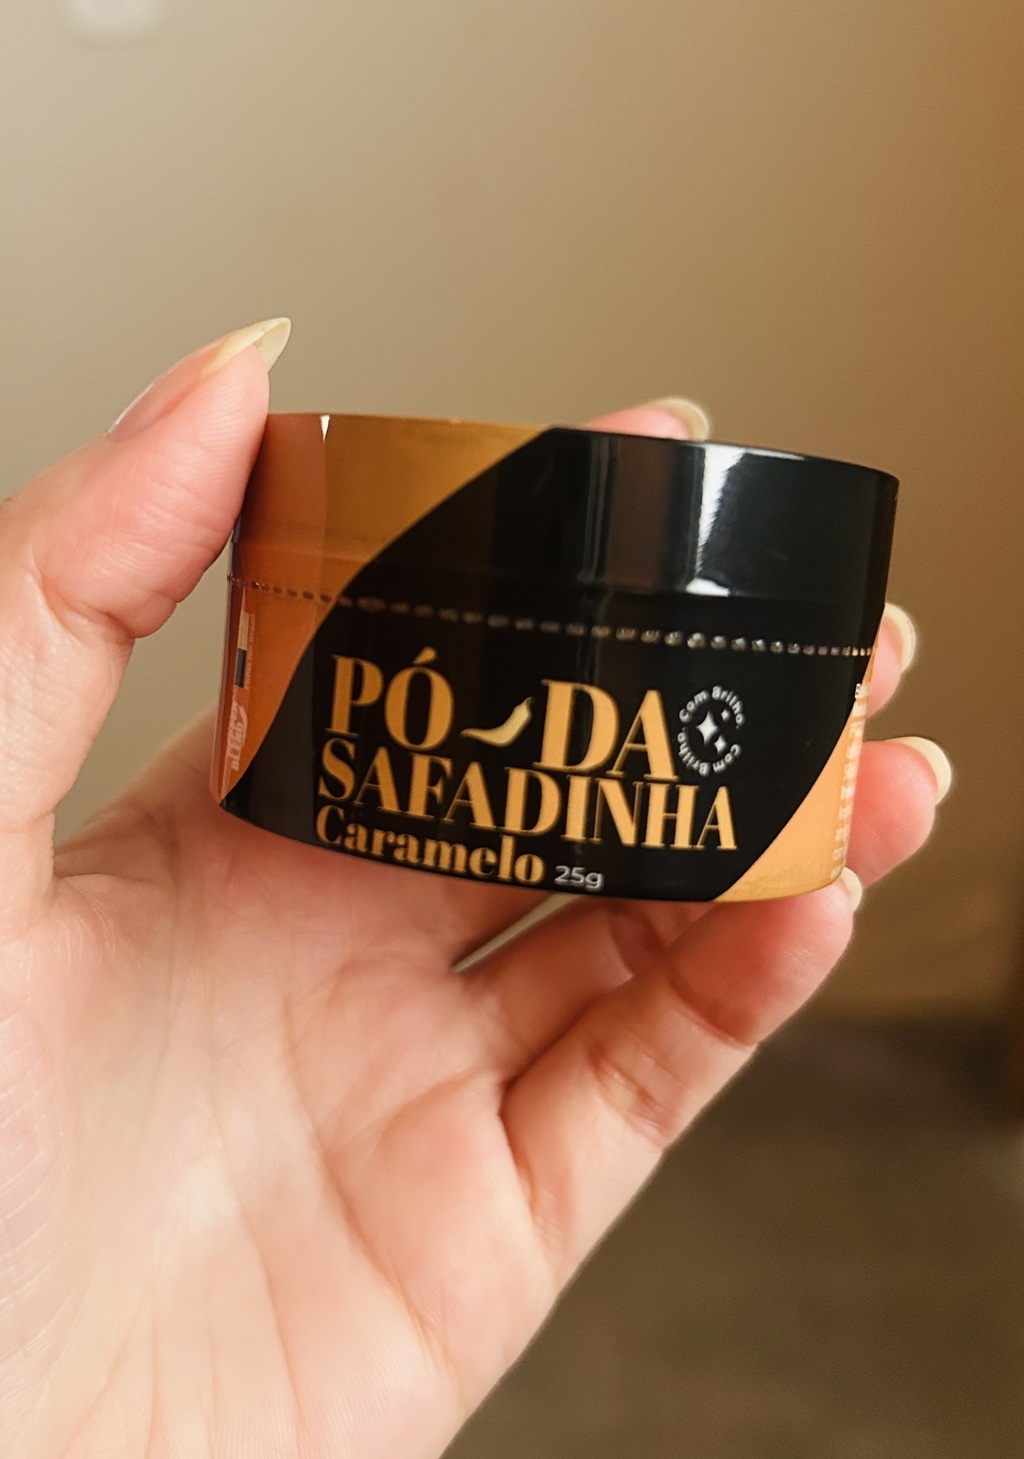 PÓ DA
SAFADINHA
Caramelo 25g
Com Brilho. Com Brilho.